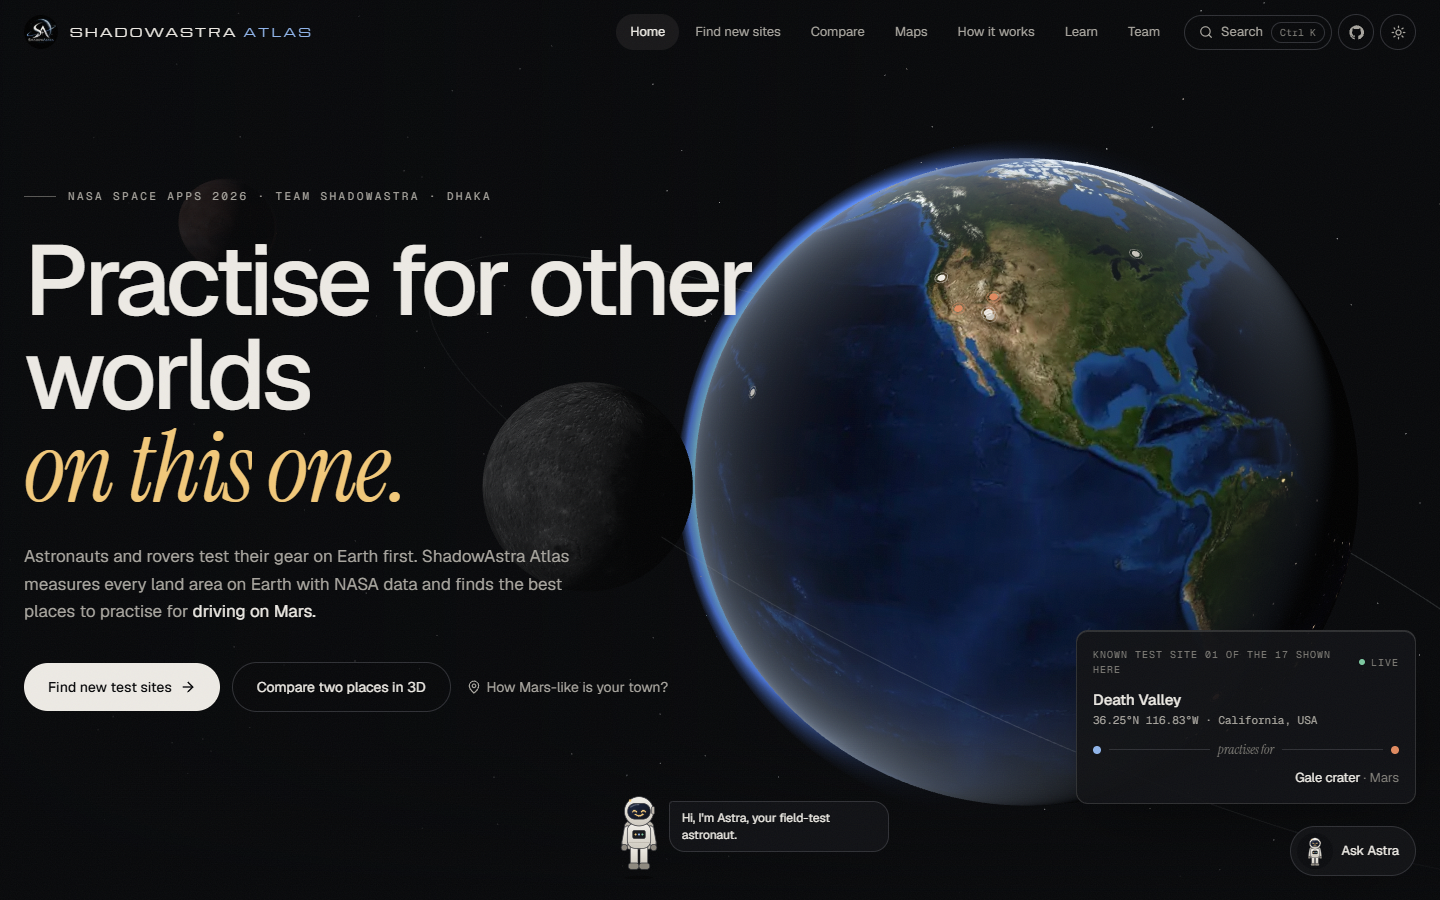 SHADOWASTRA ATLAS
Home
Find new sites
Compare
Maps
How it works
Learn
Team
Search
Ctrl K
NASA SPACE APPS 2026 · TEAM SHADOWASTRA · DHAKA
Practise for other
worlds
on this one.
Astronauts and rovers test their gear on Earth first. ShadowAstra Atlas
measures every land area on Earth with NASA data and finds the best
places to practise for driving on Mars.
Find new test sites
Compare two places in 3D
How Mars-like is your town?
KNOWN TEST SITE 01 OF THE 17 SHOWN
HERE
LIVE
Death Valley
36.25°N 116.83°W · California, USA
practises for
Gale crater · Mars
Hi, I'm Astra, your field-test
astronaut.
Ask Astra